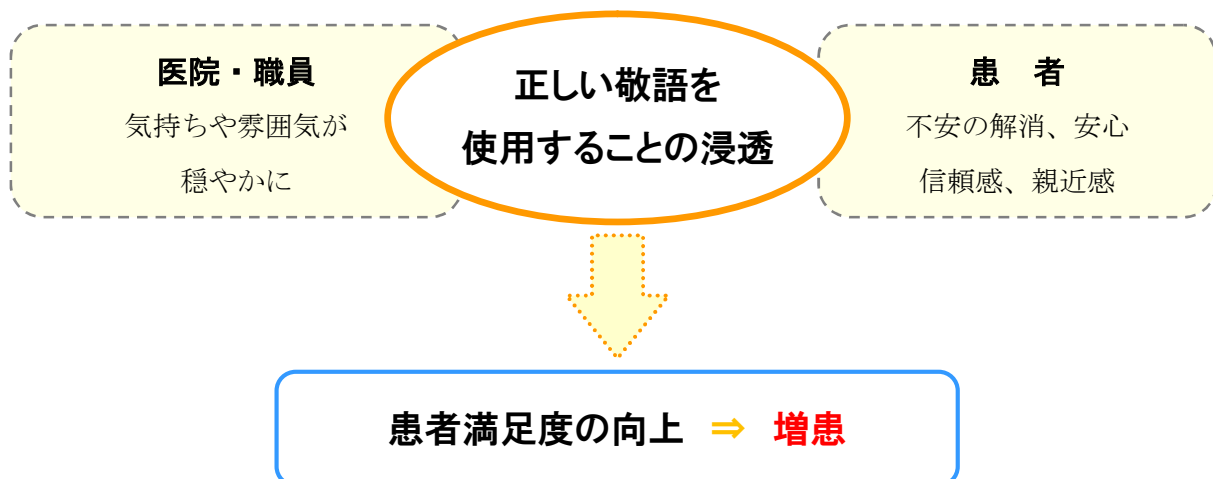 医院・職員
気持ちや雰囲気が
穏やかに
正しい敬語を
使用することの浸透
患　者
不安の解消、安心
信頼感、親近感
患者満足度の向上 ⇒ 増患